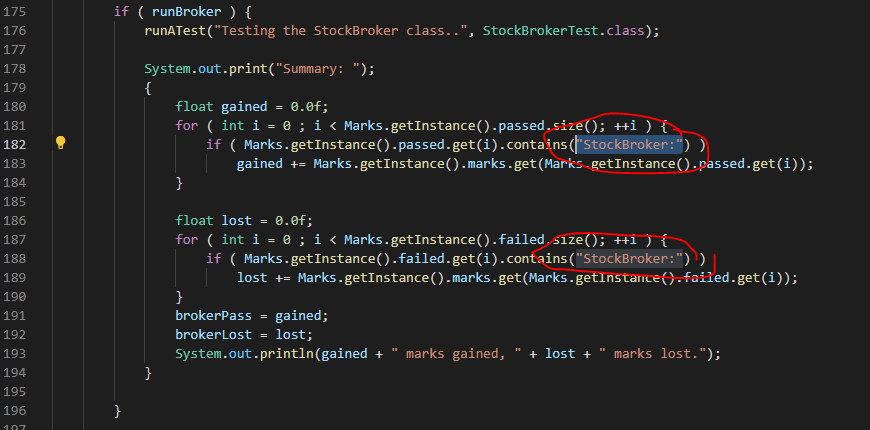 175 if ( runBroker ) {
176 runATest("Testing the StockBroker class..", StockBrokerTest.class);
177
178 System.out.print("Summary: ");
179 {
180 float gained = 0.0f;
181 for ( int i = 0 ; i < Marks.getInstance().passed.size(); ++i ) {
182 if ( Marks.getInstance().passed.get(i).contains("StockBroker:") )
183 gained += Marks.getInstance().marks.get(Marks.getInstance().passed.get(i));
184 }
185
186 float lost = 0.0f;
187 for ( int i = 0 ; i < Marks.getInstance().failed.size(); ++i ) {
188 if ( Marks.getInstance().failed.get(i).contains("StockBroker:") )
189 lost += Marks.getInstance().marks.get(Marks.getInstance().failed.get(i));
190 }
191 brokerPass = gained;
192 brokerLost = lost;
193 System.out.println(gained + " marks gained, " + lost + " marks lost.");
194 }
195
196 }
197